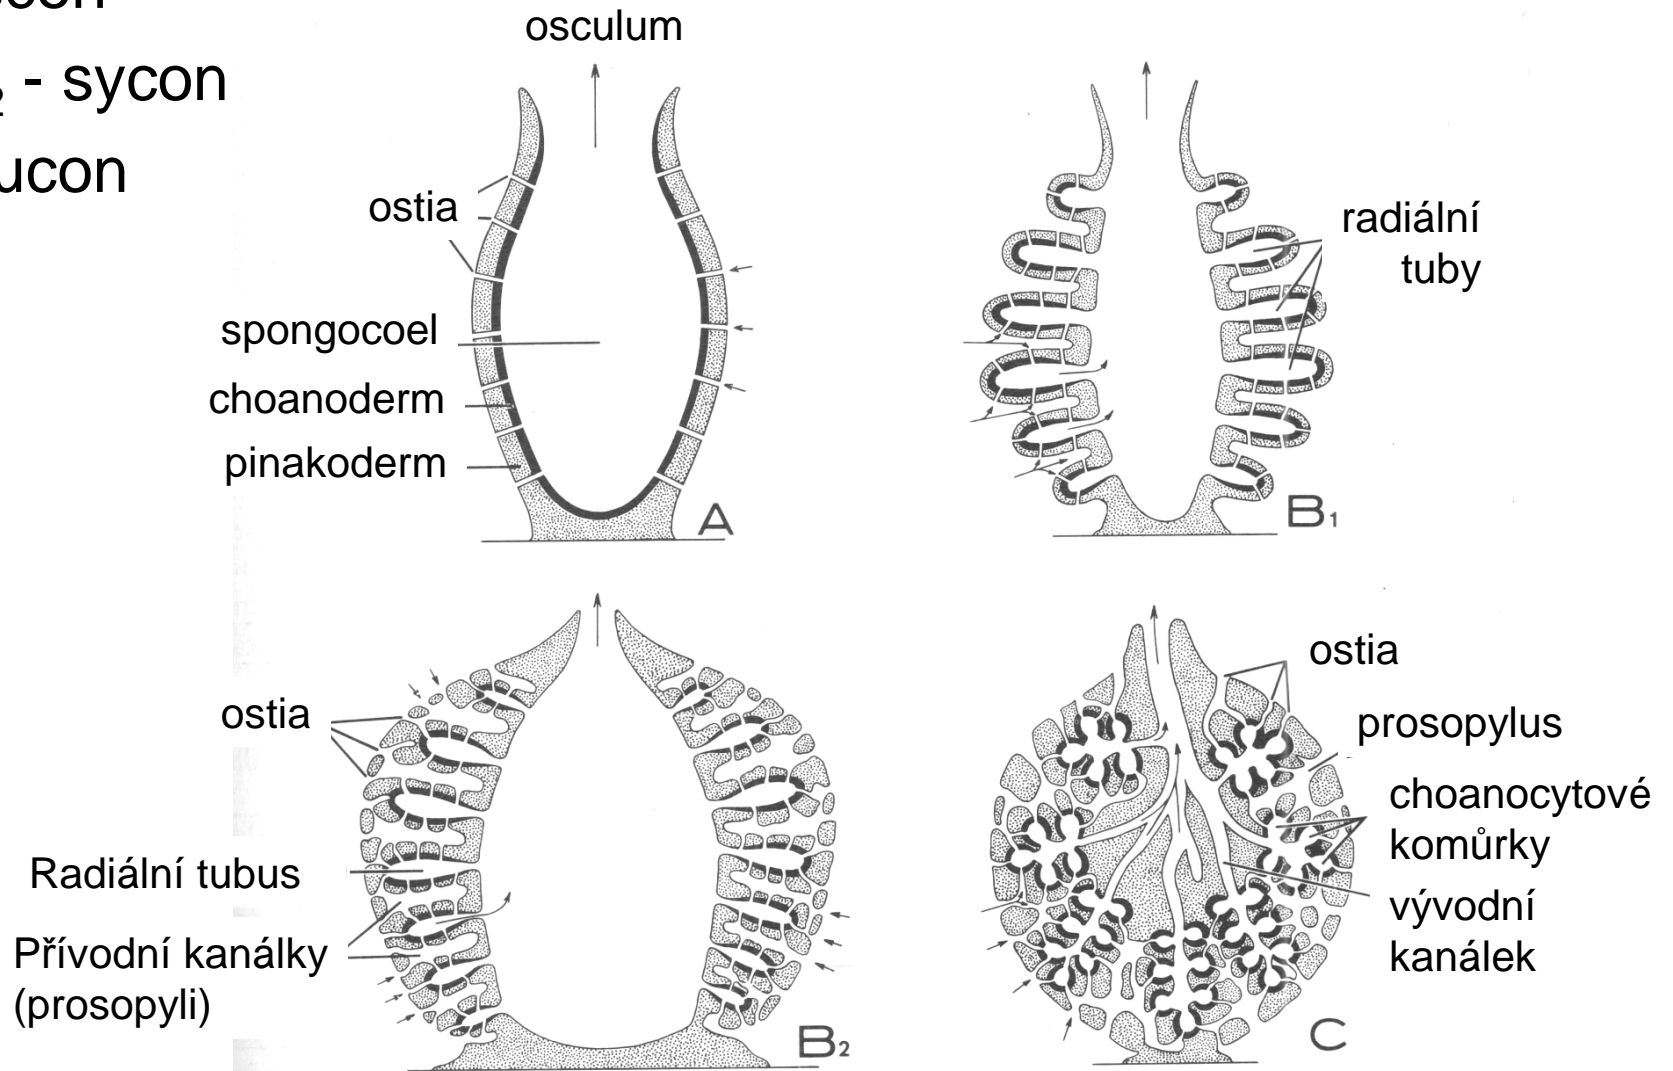 - sycon
osculum
ostia
spongocoel
choanoderm
pinakoderm
A
radiální
tuby
B₁
ostia
Radiální tubus
Přívodní kanálky
(prosopyli)
B₂
ostia
prosopylus
choanocytové
komůrky
vývodní
kanálek
C